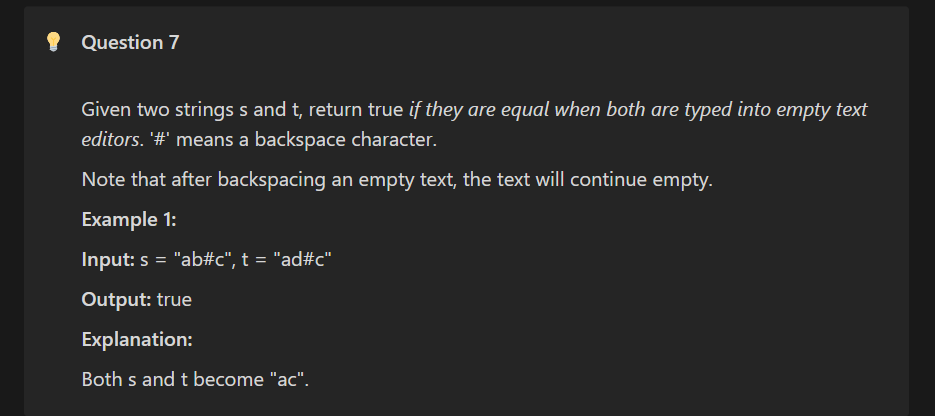 Question 7
Given two strings s and t, return true if they are equal when both are typed into empty text
editors. '#' means a backspace character.
Note that after backspacing an empty text, the text will continue empty.
Example 1:
Input: s = "ab#c", t = "ad#c"
Output: true
Explanation:
Both s and t become "ac".